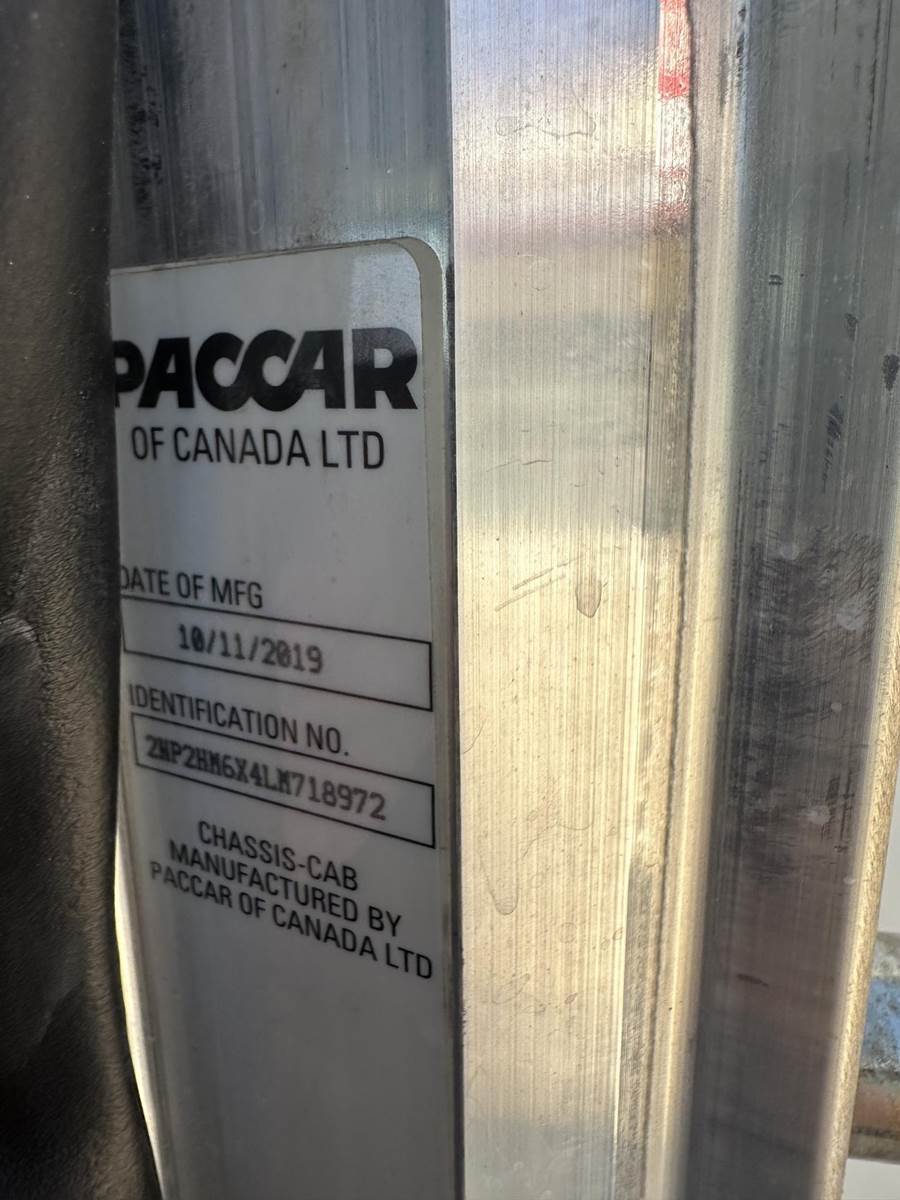 PACCAR
OF CANADA LTD
DATE OF MFG
10/11/2019
IDENTIFICATION NO.
2NP2HM6X4LM718972
CHASSIS-CAB
MANUFACTURED BY
PACCAR OF CANADA LTD